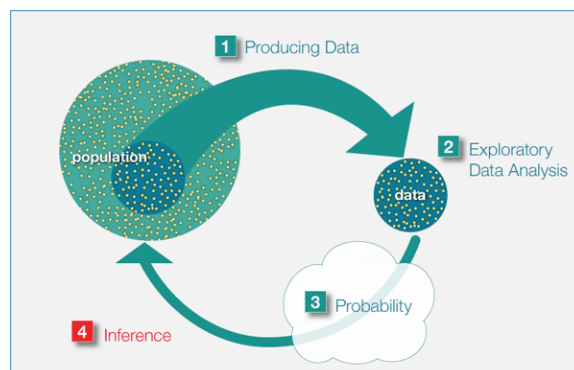 1 Producing Data
population
2 Exploratory
Data Analysis
data
3 Probability
4 Inference